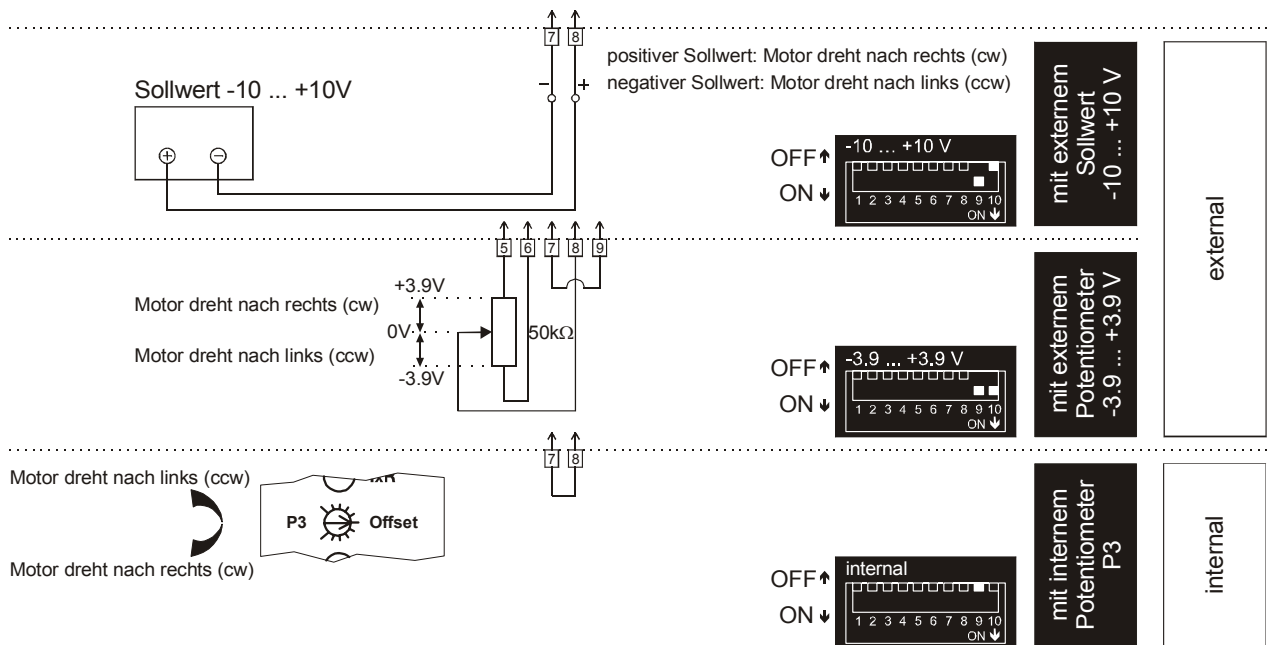 7 8
positiver Sollwert: Motor dreht nach rechts (cw)
negativer Sollwert: Motor dreht nach links (ccw)
Sollwert -10 ... +10V
- +
+ −
OFF
ON
-10 ... +10 V
1 2 3 4 5 6 7 8 9 10
ON
mit externem
Sollwert
-10 ... +10 V
external
5 6 7 8 9
+3.9V
Motor dreht nach rechts (cw)
0V
50kΩ
Motor dreht nach links (ccw)
-3.9V
OFF
ON
-3.9 ... +3.9 V
1 2 3 4 5 6 7 8 9 10
ON
mit externem
Potentiometer
-3.9 ... +3.9 V
7 8
Motor dreht nach links (ccw)
P3 Offset
Motor dreht nach rechts (cw)
OFF
ON
internal
1 2 3 4 5 6 7 8 9 10
ON
mit internem
Potentiometer
P3
internal